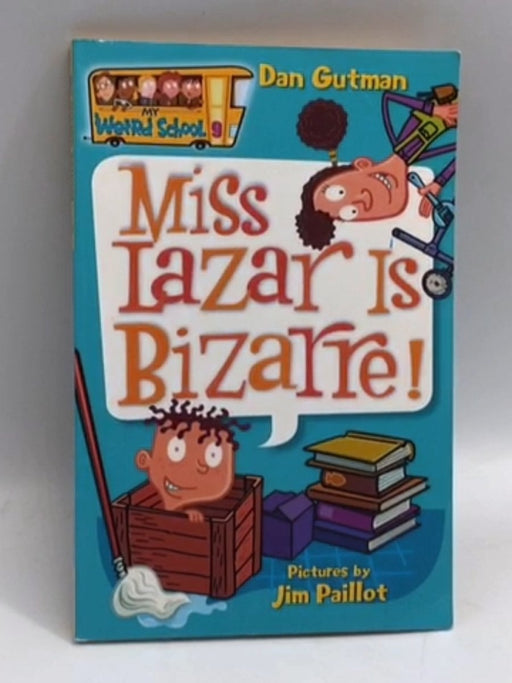 Dan Gutman
MY
WeiRd School 9
Miss
Lazar Is
Bizarre!
Pictures by
Jim Paillot